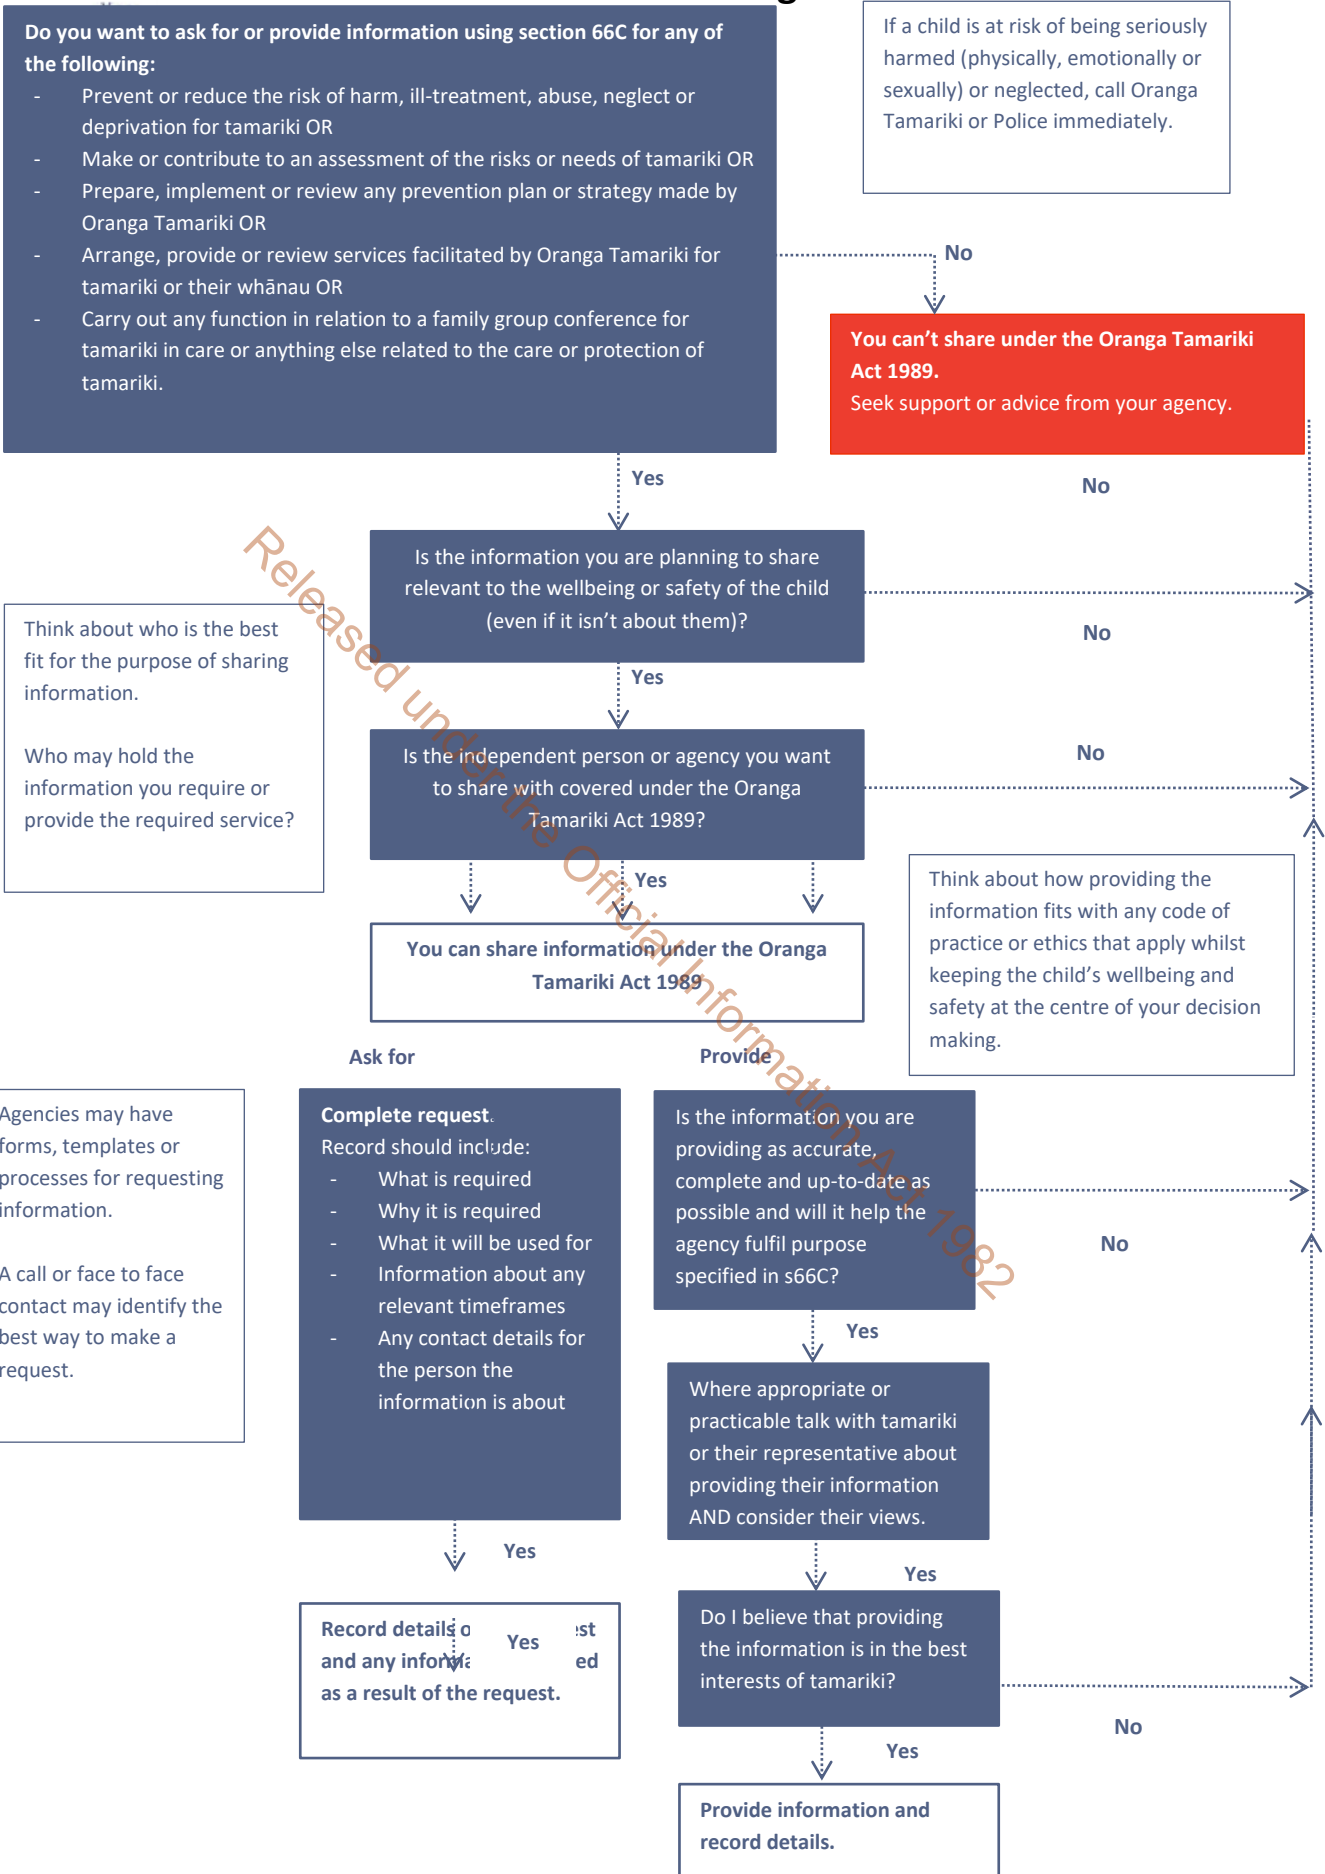 Do you want to ask for or provide information using section 66C for any of
the following:
- Prevent or reduce the risk of harm, ill-treatment, abuse, neglect or
deprivation for tamariki OR
- Make or contribute to an assessment of the risks or needs of tamariki OR
- Prepare, implement or review any prevention plan or strategy made by
Oranga Tamariki OR
- Arrange, provide or review services facilitated by Oranga Tamariki for
tamariki or their whānau OR
- Carry out any function in relation to a family group conference for
tamariki in care or anything else related to the care or protection of
tamariki.
If a child is at risk of being seriously
harmed (physically, emotionally or
sexually) or neglected, call Oranga
Tamariki or Police immediately.
No
You can’t share under the Oranga Tamariki
Act 1989.
Seek support or advice from your agency.
Yes
No
Is the information you are planning to share
relevant to the wellbeing or safety of the child
(even if it isn’t about them)?
Think about who is the best
fit for the purpose of sharing
information.
Who may hold the
information you require or
provide the required service?
No
Yes
Is the independent person or agency you want
to share with covered under the Oranga
Tamariki Act 1989?
No
Yes
You can share information under the Oranga
Tamariki Act 1989
Think about how providing the
information fits with any code of
practice or ethics that apply whilst
keeping the child’s wellbeing and
safety at the centre of your decision
making.
Ask for
Provide
Agencies may have
forms, templates or
processes for requesting
information.
A call or face to face
contact may identify the
best way to make a
request.
Complete request.
Record should include:
- What is required
- Why it is required
- What it will be used for
- Information about any
relevant timeframes
- Any contact details for
the person the
information is about
Is the information you are
providing as accurate,
complete and up-to-date as
possible and will it help the
agency fulfil purpose
specified in s66C?
No
Yes
Where appropriate or
practicable talk with tamariki
or their representative about
providing their information
AND consider their views.
Yes
Yes
Record details
and any
as a result of the request.
Yes
Do I believe that providing
the information is in the best
interests of tamariki?
No
Yes
Provide information and
record details.
Released under the Official Information Act 1982